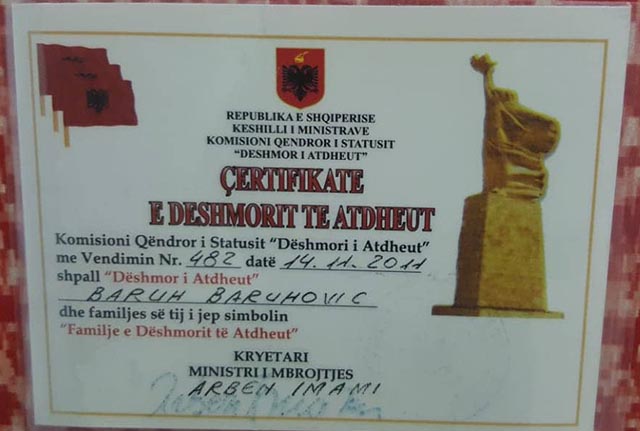 REPUBLIKA E SHQIPERISE
KESHILLI I MINISTRAVE
KOMISIONI QENDROR I STATUSIT
"DESHMOR I ATDHEUT"
ÇERTIFIKATE
E DESHMORIT TE ATDHEUT
Komisioni Qëndror i Statusit "Dëshmori i Atdheut"
me Vendimin Nr. 482 datë 14.11.2011
shpall "Dëshmor i Atdheut"
BARUH BARUHOVIC
dhe familjes së tij i jep simbolin
"Familje e Dëshmorit të Atdheut"
KRYETARI
MINISTRI I MBROJTJES
ARBEN IMAMI